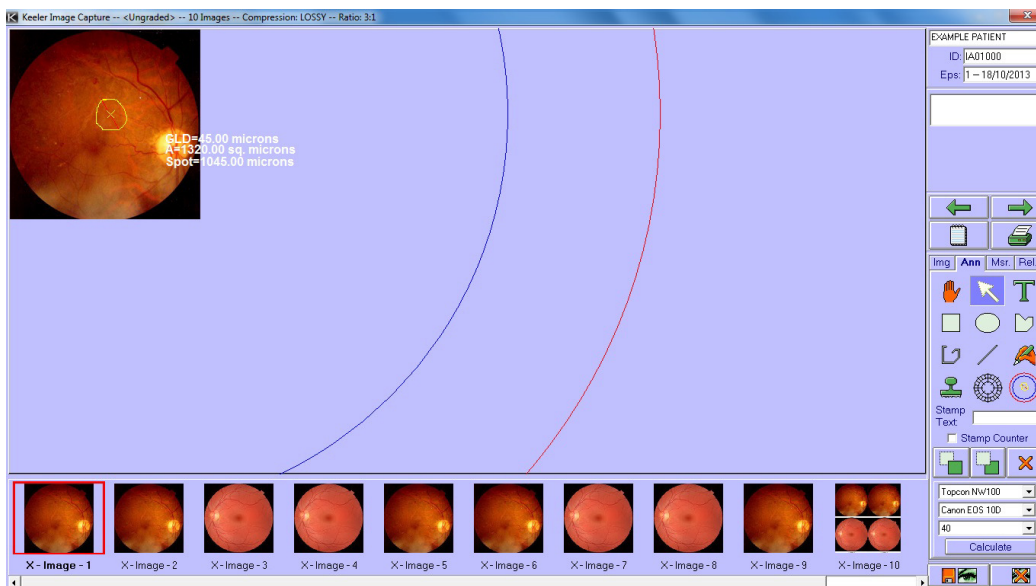 Keeler Image Capture -- <Ungraded> -- 10 Images -- Compression: LOSSY -- Ratio: 3:1
EXAMPLE PATIENT
ID: IA01000
Eps: 1 – 18/10/2013
GLD=45.00 microns
A=1320.00 sq. microns
Spot=1045.00 microns
Img Ann Msr. Rel.
Stamp
Text:
Stamp Counter
Topcon NW100
Canon EOS 10D
40
Calculate
X - Image - 1
X - Image - 2
X - Image - 3
X - Image - 4
X - Image - 5
X - Image - 6
X - Image - 7
X - Image - 8
X - Image - 9
X - Image - 10